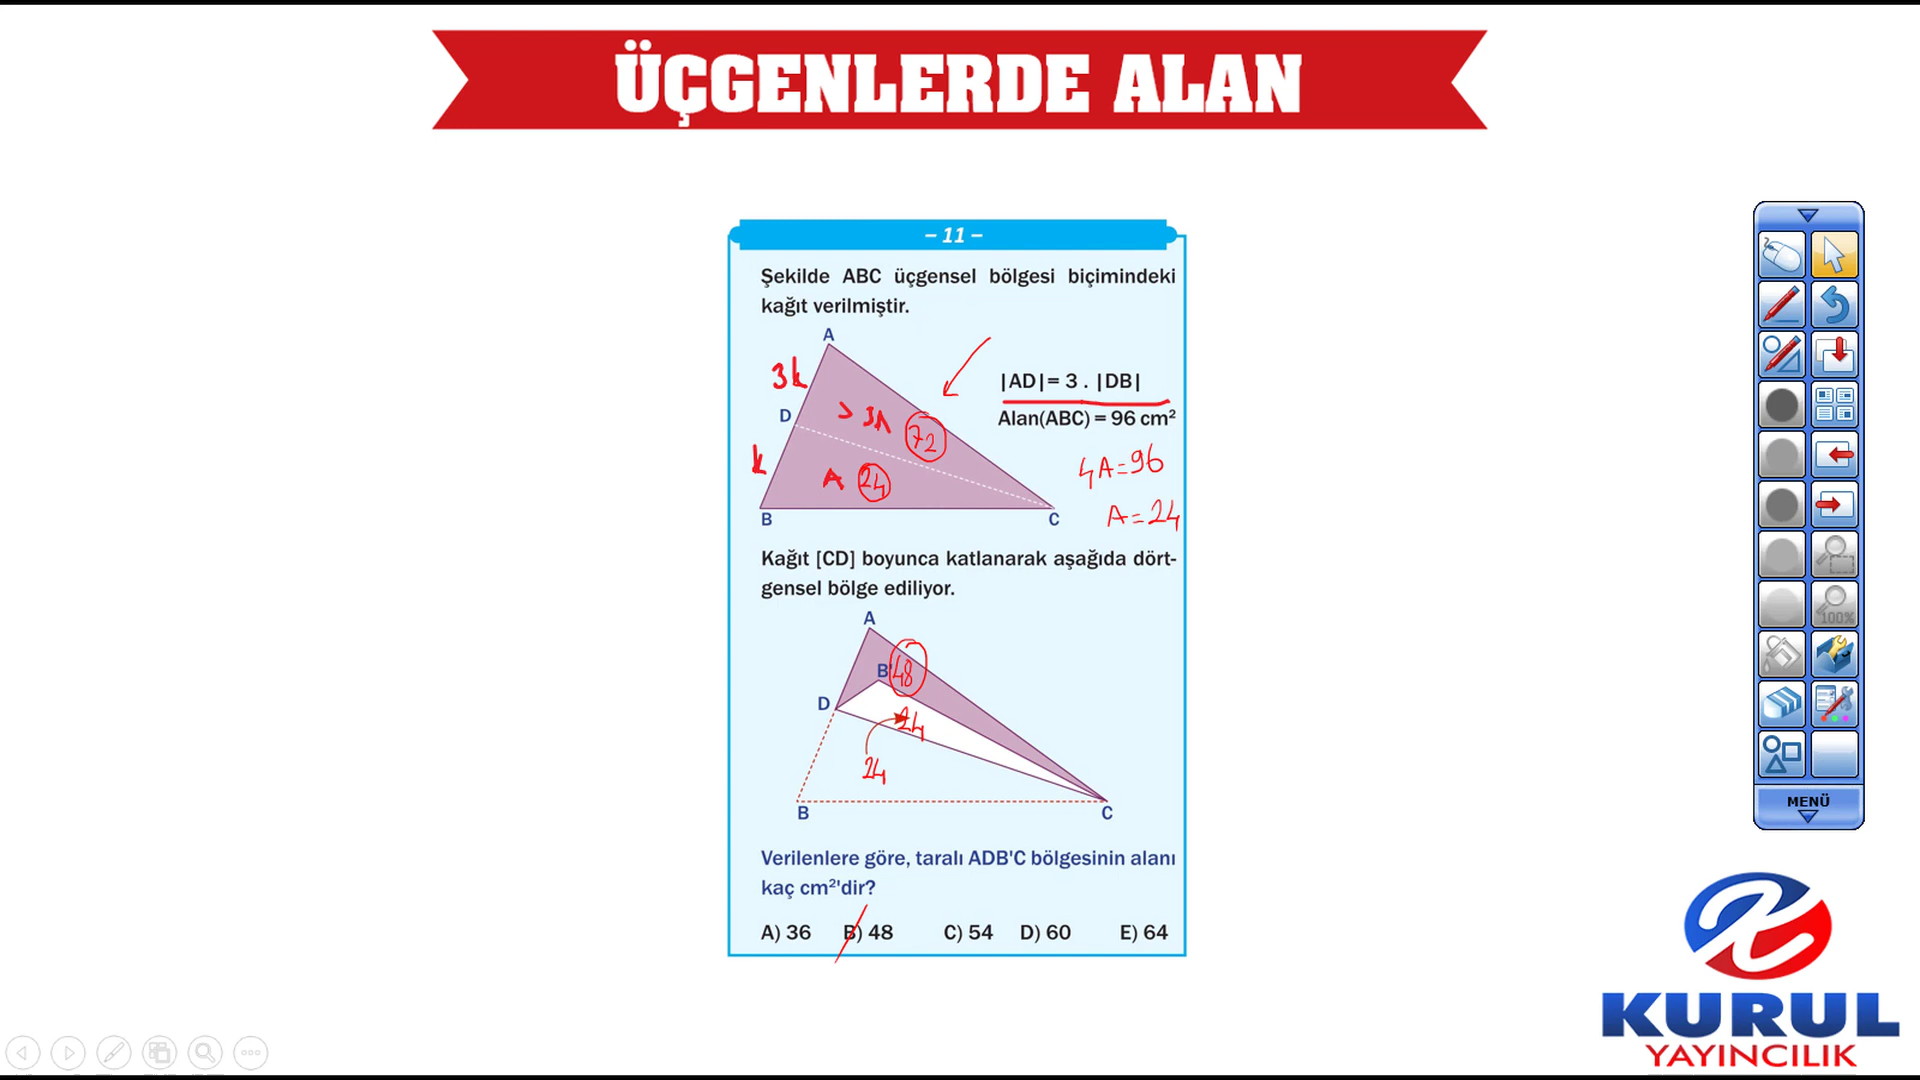 ÜÇGENLERDE ALAN
– 11 –
Şekilde ABC üçgensel bölgesi biçimindeki
kağıt verilmiştir.
A
3k
D
3A
72
k
A
24
B
C
|AD|= 3 . |DB|
Alan(ABC) = 96 cm²
4A=96
A=24
Kağıt [CD] boyunca katlanarak aşağıda dört-
gensel bölge ediliyor.
A
B'
48
D
24
24
B
C
Verilenlere göre, taralı ADB'C bölgesinin alanı
kaç cm²'dir?
A) 36 B) 48 C) 54 D) 60 E) 64
100%
MENÜ
KURUL
YAYINCILIK